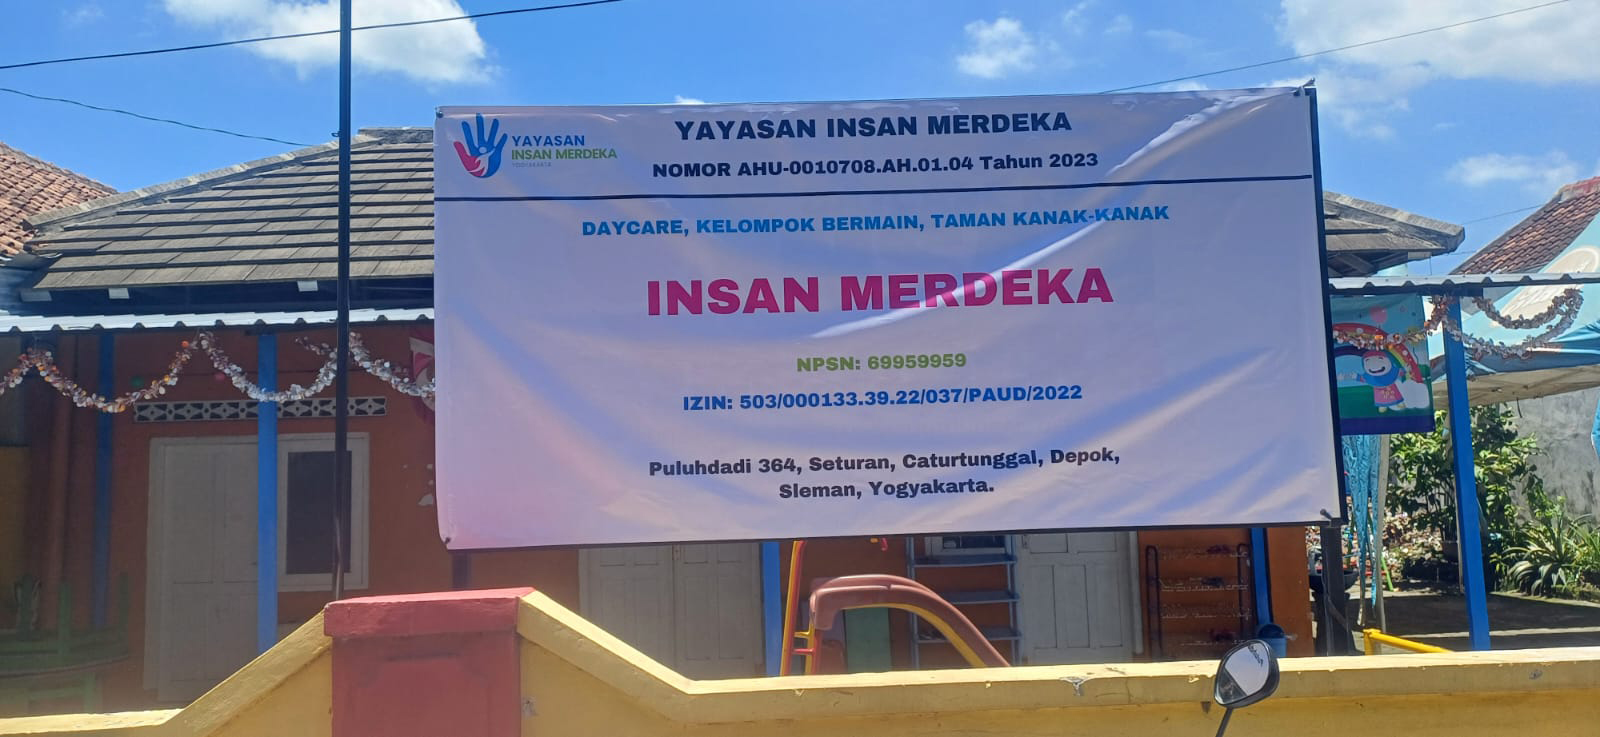 YAYASAN
INSAN MERDEKA
YOGYAKARTA
YAYASAN INSAN MERDEKA
NOMOR AHU-0010708.AH.01.04 Tahun 2023
DAYCARE, KELOMPOK BERMAIN, TAMAN KANAK-KANAK
INSAN MERDEKA
NPSN: 69959959
IZIN: 503/000133.39.22/037/PAUD/2022
Puluhdadi 364, Seturan, Caturtunggal, Depok,
Sleman, Yogyakarta.